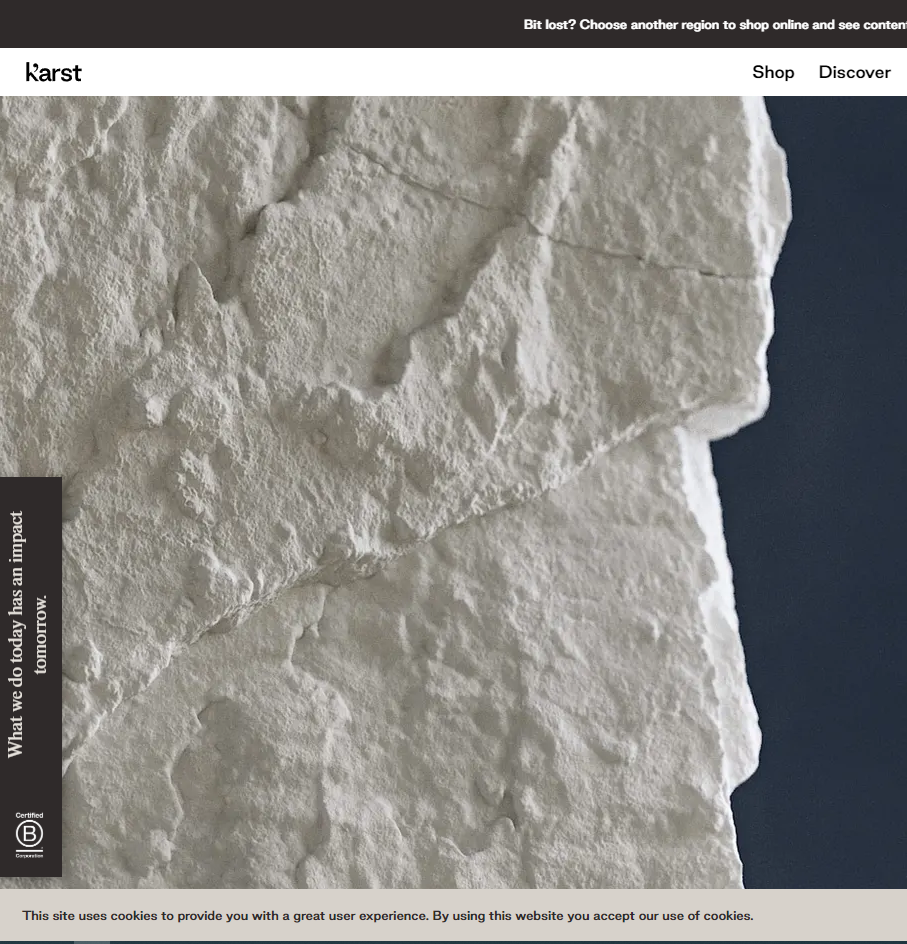 Bit lost? Choose another region to shop online and see content
karst
Shop Discover
What we do today has an impact
tomorrow.
Certified
B
Corporation
This site uses cookies to provide you with a great user experience. By using this website you accept our use of cookies.